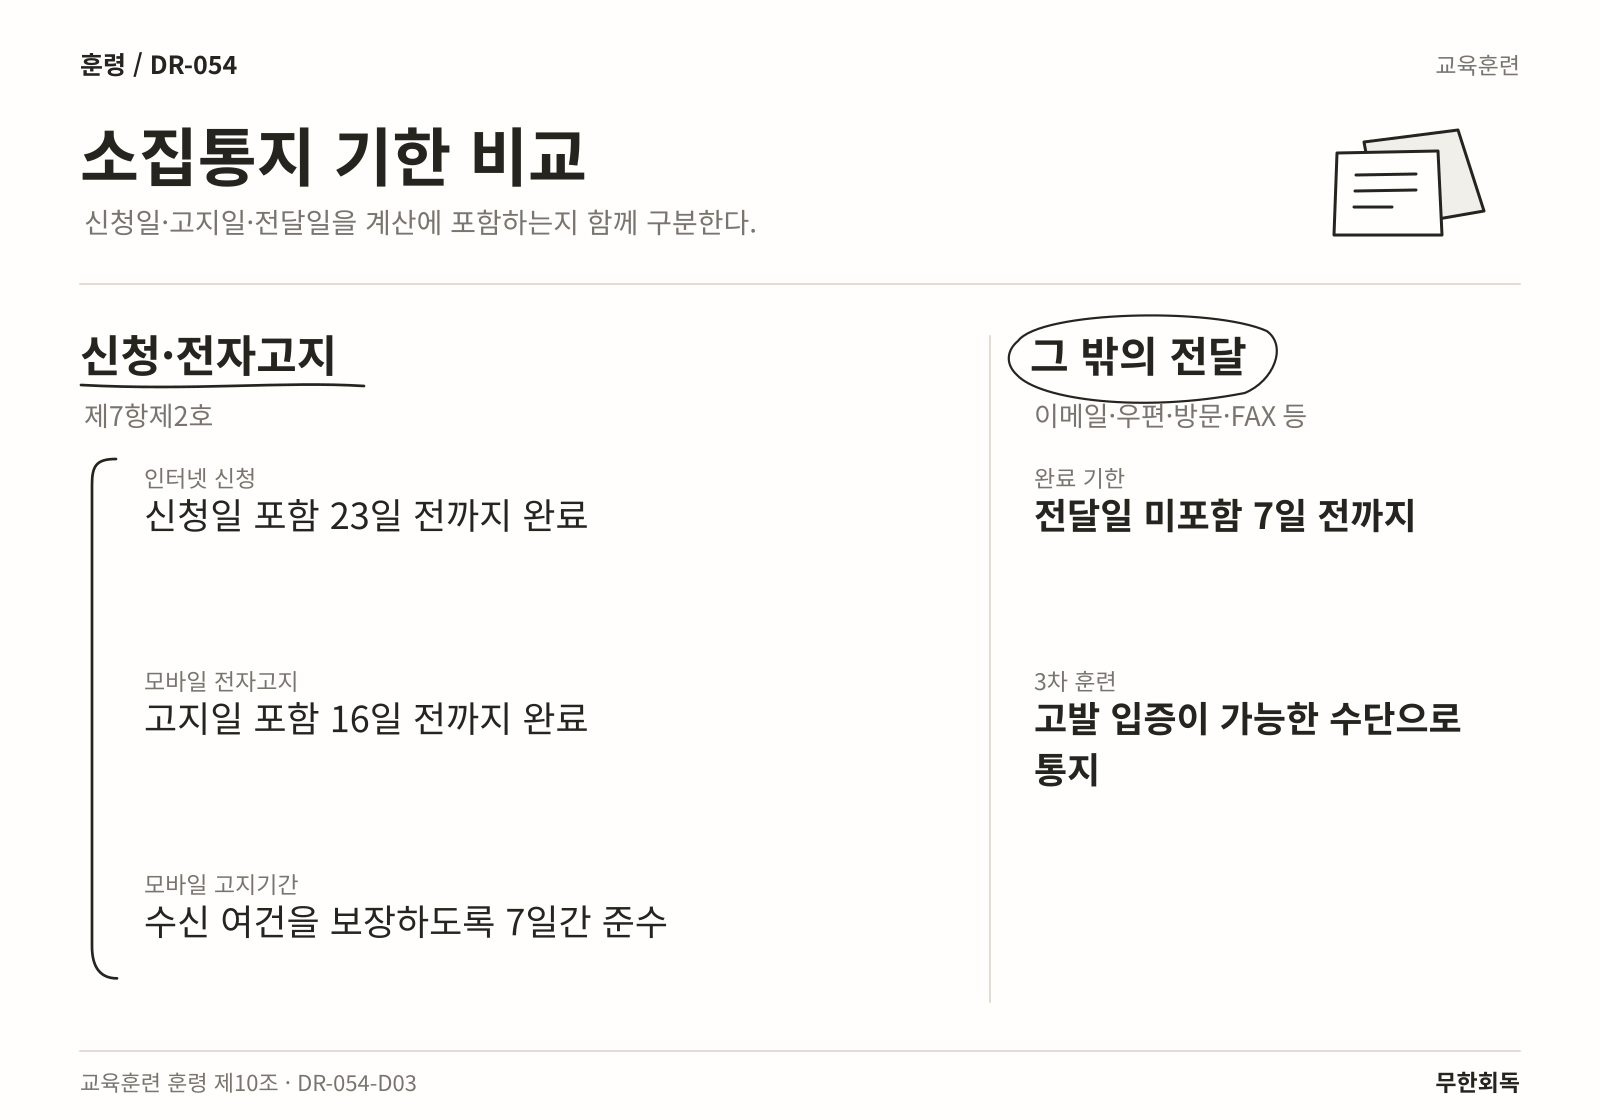 훈령 / DR-054
교육훈련
소집통지 기한 비교
신청일·고지일·전달일을 계산에 포함하는지 함께 구분한다.
신청·전자고지
제7항제2호
인터넷 신청
신청일 포함 23일 전까지 완료
모바일 전자고지
고지일 포함 16일 전까지 완료
모바일 고지기간
수신 여건을 보장하도록 7일간 준수
그 밖의 전달
이메일·우편·방문·FAX 등
완료 기한
전달일 미포함 7일 전까지
3차 훈련
고발 입증이 가능한 수단으로
통지
교육훈련 훈령 제10조 · DR-054-D03
무한회독